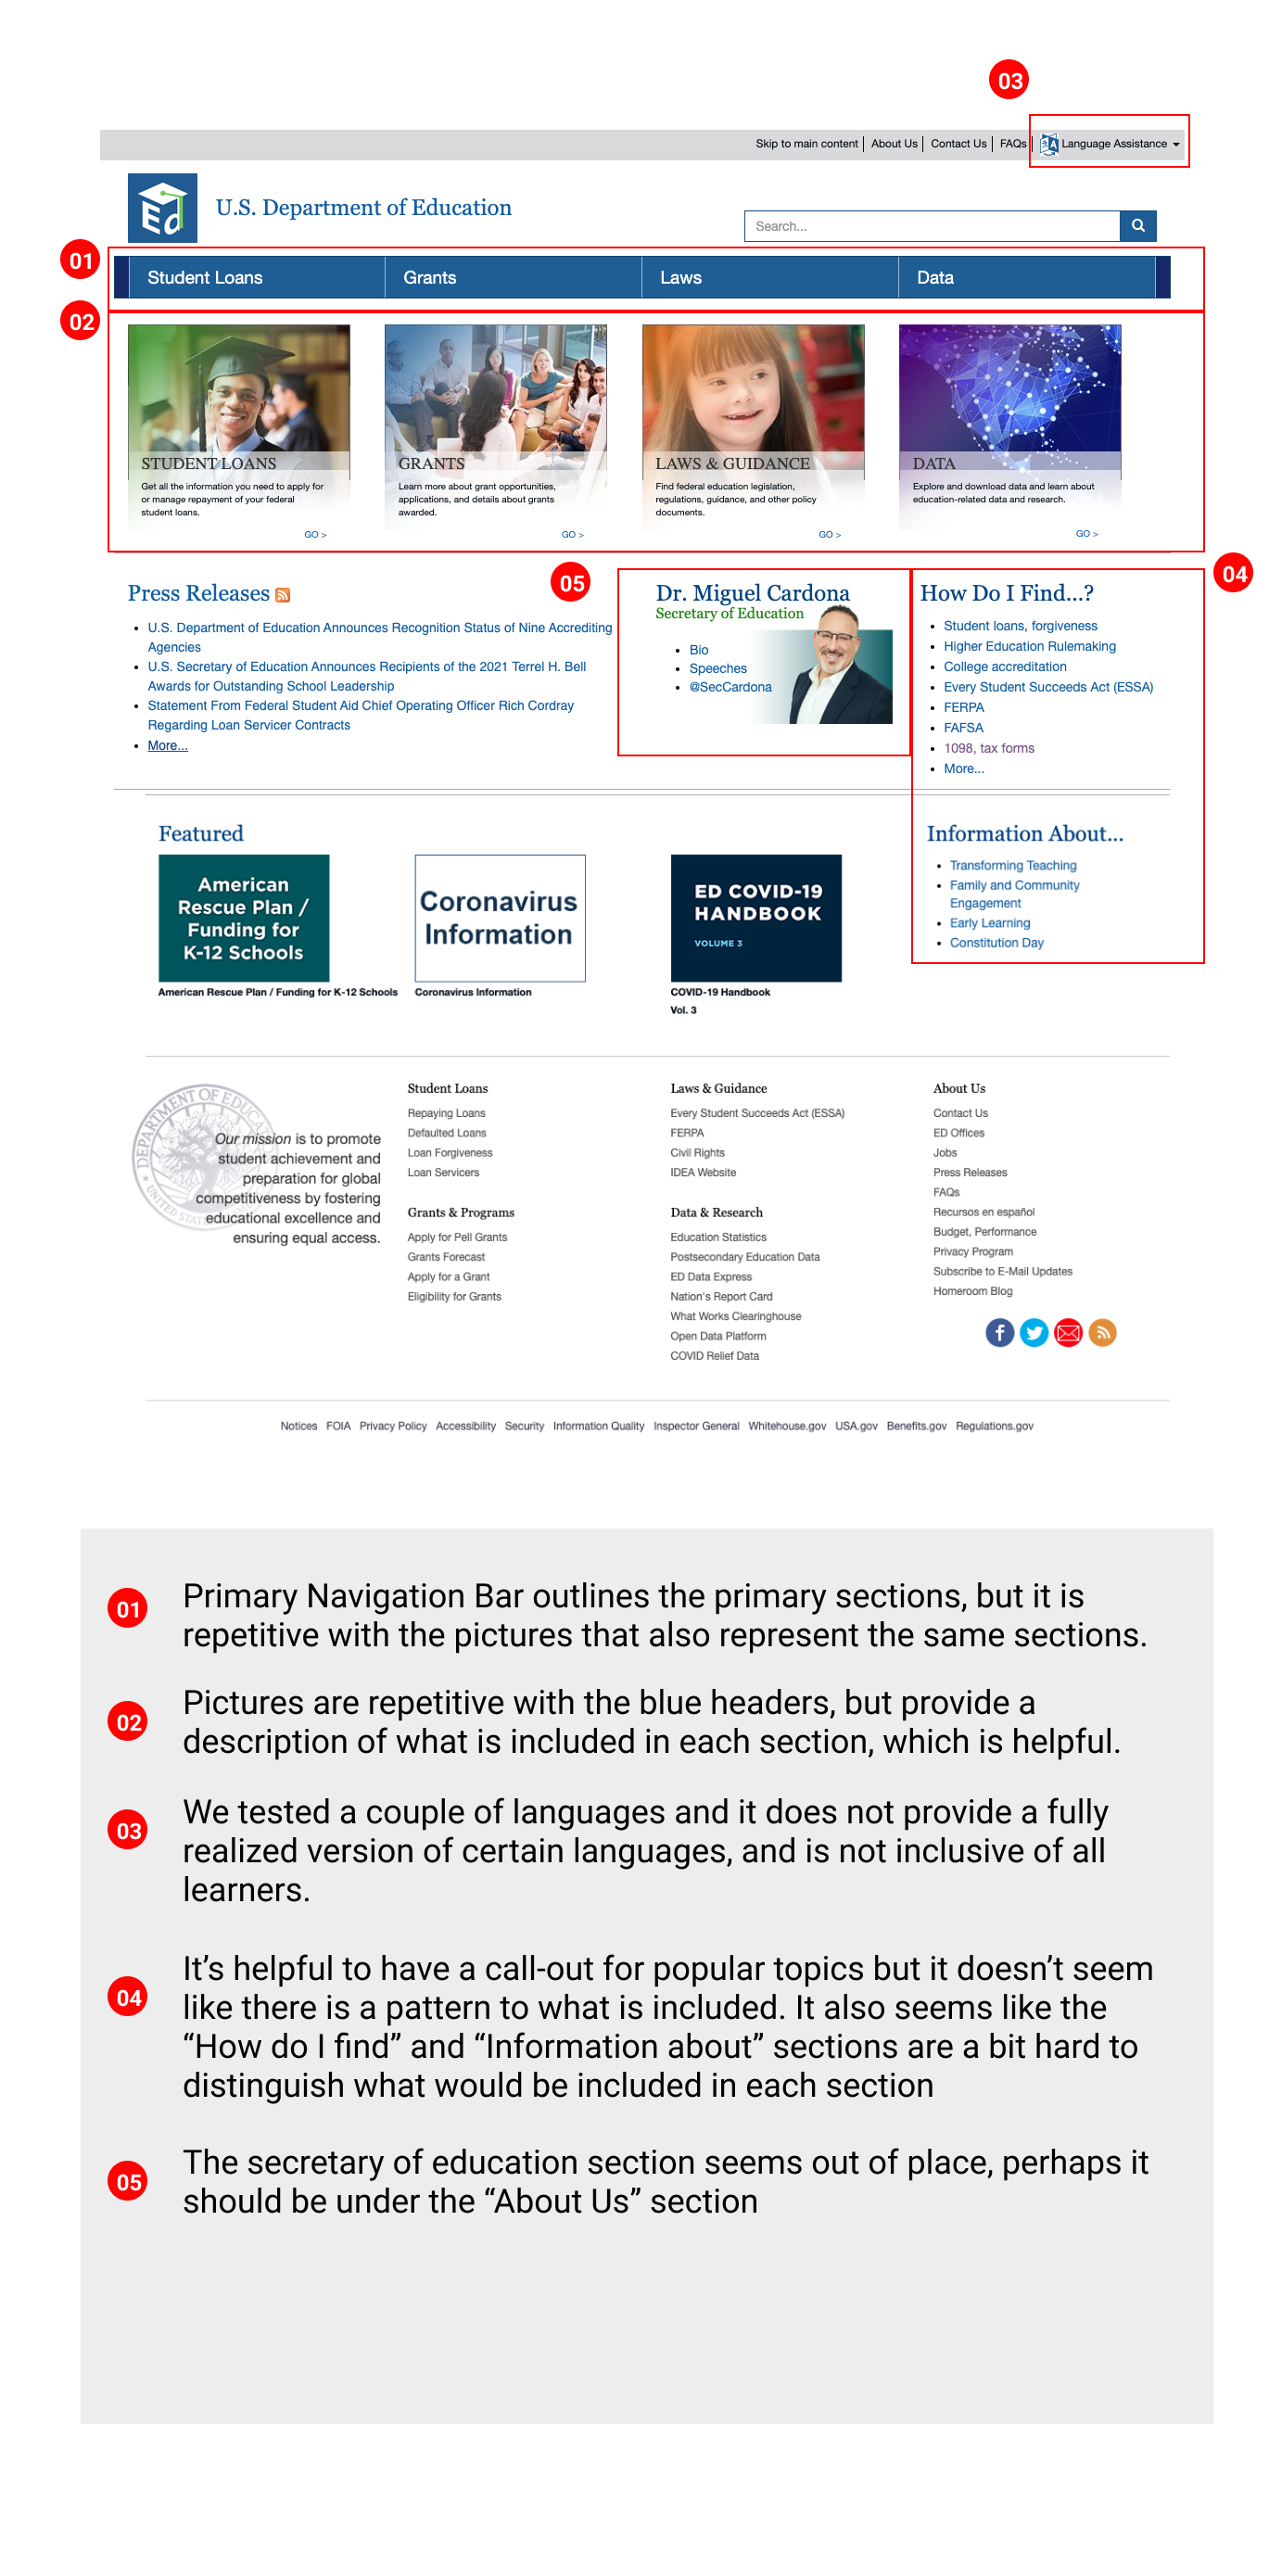 03
Skip to main content About Us Contact Us FAQs Language Assistance
Ed
U.S. Department of Education
Search...
01
Student Loans Grants Laws Data
02
STUDENT LOANS
Get all the information you need to apply for
or manage repayment of your federal
student loans.
GO >
GRANTS
Learn more about grant opportunities,
applications, and details about grants
awarded.
GO >
LAWS & GUIDANCE
Find federal education legislation,
regulations, guidance, and other policy
documents.
GO >
DATA
Explore and download data and learn about
education-related data and research.
GO >
Press Releases
• U.S. Department of Education Announces Recognition Status of Nine Accrediting
Agencies
• U.S. Secretary of Education Announces Recipients of the 2021 Terrel H. Bell
Awards for Outstanding School Leadership
• Statement From Federal Student Aid Chief Operating Officer Rich Cordray
Regarding Loan Servicer Contracts
• More...
05
Dr. Miguel Cardona
Secretary of Education
• Bio
• Speeches
• @SecCardona
04
How Do I Find...?
• Student loans, forgiveness
• Higher Education Rulemaking
• College accreditation
• Every Student Succeeds Act (ESSA)
• FERPA
• FAFSA
• 1098, tax forms
• More...
Featured
American
Rescue Plan /
Funding for
K-12 Schools
American Rescue Plan / Funding for K-12 Schools
Coronavirus
Information
Coronavirus Information
ED COVID-19
HANDBOOK
VOLUME 3
COVID-19 Handbook
Vol. 3
Information About...
• Transforming Teaching
• Family and Community
Engagement
• Early Learning
• Constitution Day
Our mission is to promote
student achievement and
preparation for global
competitiveness by fostering
educational excellence and
ensuring equal access.
Student Loans
Repaying Loans
Defaulted Loans
Loan Forgiveness
Loan Servicers
Grants & Programs
Apply for Pell Grants
Grants Forecast
Apply for a Grant
Eligibility for Grants
Laws & Guidance
Every Student Succeeds Act (ESSA)
FERPA
Civil Rights
IDEA Website
Data & Research
Education Statistics
Postsecondary Education Data
ED Data Express
Nation's Report Card
What Works Clearinghouse
Open Data Platform
COVID Relief Data
About Us
Contact Us
ED Offices
Jobs
Press Releases
FAQs
Recursos en español
Budget, Performance
Privacy Program
Subscribe to E-Mail Updates
Homeroom Blog
Notices FOIA Privacy Policy Accessibility Security Information Quality Inspector General Whitehouse.gov USA.gov Benefits.gov Regulations.gov
01
Primary Navigation Bar outlines the primary sections, but it is
repetitive with the pictures that also represent the same sections.
02
Pictures are repetitive with the blue headers, but provide a
description of what is included in each section, which is helpful.
03
We tested a couple of languages and it does not provide a fully
realized version of certain languages, and is not inclusive of all
learners.
04
It’s helpful to have a call-out for popular topics but it doesn’t seem
like there is a pattern to what is included. It also seems like the
“How do I find” and “Information about” sections are a bit hard to
distinguish what would be included in each section
05
The secretary of education section seems out of place, perhaps it
should be under the “About Us” section